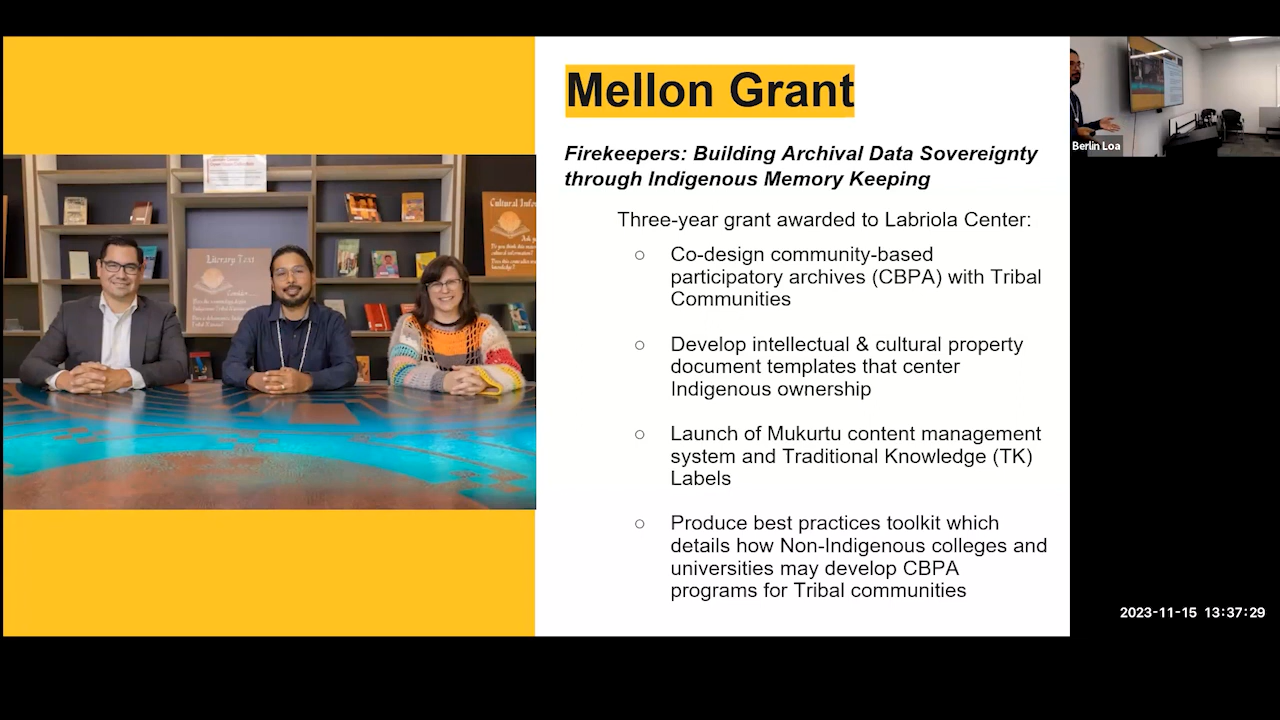 Mellon Grant
Firekeepers: Building Archival Data Sovereignty
through Indigenous Memory Keeping
Three-year grant awarded to Labriola Center:
○ Co-design community-based
participatory archives (CBPA) with Tribal
Communities
○ Develop intellectual & cultural property
document templates that center
Indigenous ownership
○ Launch of Mukurtu content management
system and Traditional Knowledge (TK)
Labels
○ Produce best practices toolkit which
details how Non-Indigenous colleges and
universities may develop CBPA
programs for Tribal communities
Literary Text
Consider
Cultural
Berlin Loa
2023-11-15 13:37:29